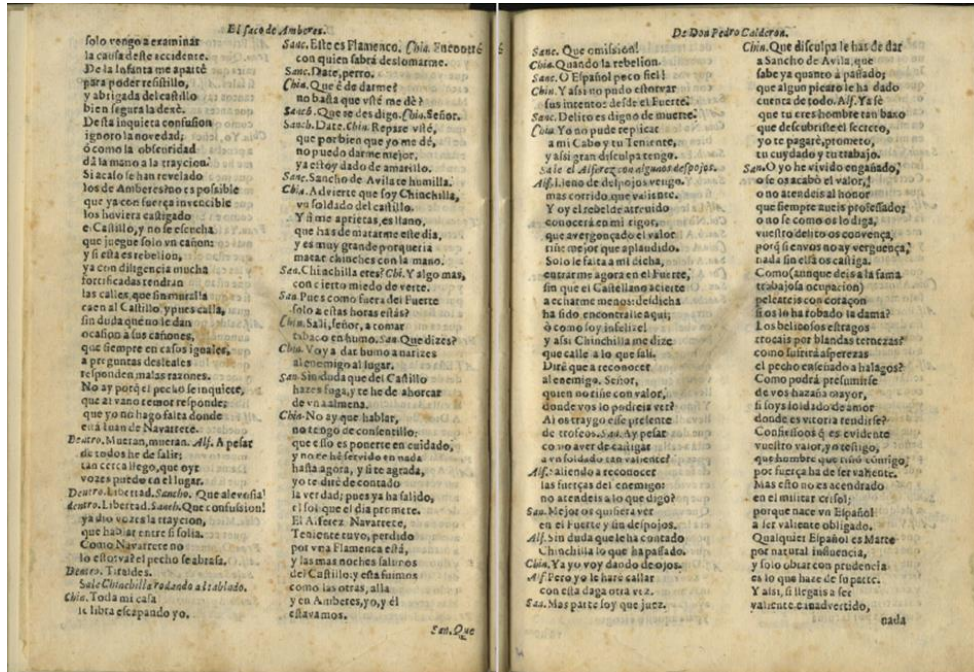 El saco de Amberes.
solo vengo a examinar
la causa deste accidente.
De la Infanta me aparté
para poder resistillo,
y abrigada del castillo
bien segura la dexè.
Desta inquieta confusion
ignoro la novedad;
ó como la obscuridad
dá la mano a la traycion!
Si acaso se han revelado
los de Amberes? no es possible
que ya con fuerça invencible
los hoviera castigado
el Castillo, y no se escucha
que juegue solo vn cañon:
y si esta es rebelion,
ya con diligencia mucha
fortificadas tendran
las calles, que sin muralla
caen al Castillo, y pues calla,
sin duda que no le dan
ocasion a sus cañones,
que siempre en casos iguales,
a preguntas desleales
responden malas razones.
No ay porq̃ el pecho se inquiete,
que al vano temor responde;
que yo no hago falta donde
está Iuan de Navarrete.
Dentro. Mueran, mueran. Alf. A pesar
de todos he de salir;
tan cerca llego, que oyr
vozes puedo en el lugar.
Dentro. Libertad. Sancho. Que alevosia!
dentro. Libertad. Sanch. Que confusion!
ya dió vozes la traycion,
que hablar entre si solia.
Como Navarrete no
lo estorva? el pecho se abrasa.
Dentro. Tiraldes.
Sale Chinchilla rodando al tablado.
Chin. Toda mi casa
se libra escapando yo.
Sanc. Este es Flamenco. Chin. Encontré
con quien sabrá deslomarme.
Sanc. Date, perro.
Chin. Que é de darme?
no basta que vsté me dè?
Sanch. Que se des digo. Chin. Señor.
Sanch. Date. Chin. Repare vsté,
que por bien que yo me dé,
no puedo darme mejor,
ya estoy dado de amarillo.
Sanc. Sancho de Avila te humilla.
Chin. Advierte que soy Chinchilla,
vn soldado del castillo.
Y si me aprietas, es llano,
que has de matarme este dia,
y es muy grande porqueria
matar chinches con la mano.
San. Chinchilla eres? Chi. Y algo mas,
con cierto miedo de verte.
San. Pues como fuera del Fuerte
solo a estas horas estás?
Chin. Sali, señor, a tomar
tabaco en humo. San. Que dizes?
Chin. Voy a dar humo a narizes
al enemigo al lugar.
San. Sin duda que del Castillo
hazes fuga, y te he de ahorcar
de vna almena.
Chin. No ay que hablar,
no tengo de consentillo;
que esso es ponerte en cuidado,
y no te hé servido en nada
hasta agora, y si te agrada,
yo te diré de contado
la verdad; pues ya ha salido,
el sol que el dia promete.
El Alferez Navarrete,
Teniente tuyo, perdido
por vna Flamenca está,
y las mas noches salimos
del Castillo: y esta fuimos
como las otras, alla
y en Amberes, yo, y él
estavamos.
San. Que
De Don Pedro Calderon.
Sanc. Que omission!
Chin. Quando la rebelion.
Sanc. O Español poco fiel!
Chin. Y assi no pudo estorvar
sus intentos desde el Fuerte.
Sanc. Delito es digno de muerte.
Chin. Yo no pude replicar
a mi Cabo y tu Teniente,
y assi gran disculpa tengo.
Sale el Alferez con algunos despojos.
Alf. Lleno de despojos vengo.
mas corrido, que valiente.
Y oy el rebelde atrevido
conocerá en mi rigor,
que avergonçado el valor
riñe mejor que aplaudido.
Solo le falta a mi dicha,
entrarme agora en el Fuerte,
sin que el Castellano acierte
a echarme menos: desdicha
ha sido encontralle aqui;
ò como soy infelize!
y assi Chinchilla me dize
que calle a lo que sali.
Dirá que a reconocer
al enemigo. Señor,
quien no riñe con valor,
donde vos lo podreis ver?
Ai os traygo esse presente
de trofeos. San. Ay pesar
como aver de castigar
a vn soldado tan valiente!
Alf. Saliendo a reconocer
las fuerças del enemigo:
no atendeis a lo que digo?
San. Mejor os quisiera ver
en el Fuerte y sin despojos.
Alf. Sin duda que le ha contado
Chinchilla lo que ha pasado.
Chin. Ya yo voy dando de ojos.
Alf. Pero yo le haré callar
con esta daga otra vez.
San. Mas parte soy que juez.
Chin. Que disculpa le has de dar
a Sancho de Avila, que
sabe ya quanto á passado;
que algun picaro le ha dado
cuenta de todo. Alf. Ya sè
que tu eres hombre tan baxo
que descubriste el secreto,
yo te pagaré, prometo,
tu cuydado y tu trabajo.
San. O yo he vivido engañado,
o se os acabó el valor,
o no atendeis al honor
que siempre aueis professado;
o no se como os lo diga,
vuestro delito os convença,
porq̃ si en vos no ay verguença,
nada sin ella os castiga.
Como (aunque deis a la fama
trabajosa ocupacion)
peleareis con coraçon
si os lo ha robado la dama?
Los belicosos estragos
trocais por blandas ternezas?
como sufrirá asperezas
el pecho enseñado a halagos?
Como podrá presumirse
de vos hazaña mayor,
si soys soldado de amor
donde es vitoria rendirse?
Confiessoos q̃ es evidente
vuestro valor, yo testigo,
que hombre que riñó comigo,
por fuerça ha de ser valiente.
Mas esto no es acendrado
en el militar crisol;
porque nace vn Español
a ser valiente obligado.
Qualquier Español es Marte
por natural influencia,
y solo obrar con prudencia
es lo que haze de su parte.
Y assi, si llegais a ser
valiente e inadvertido,
nada